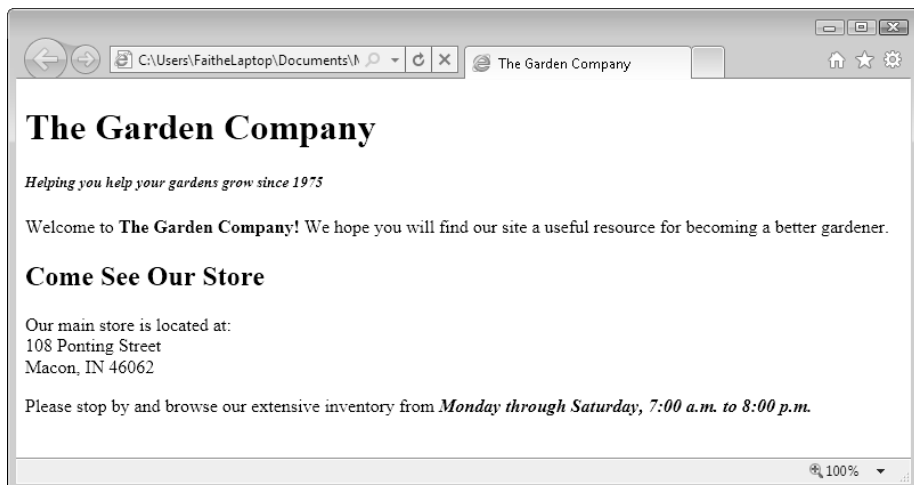 C:\Users\FaitheLaptop\Documents\
The Garden Company
The Garden Company
Helping you help your gardens grow since 1975
Welcome to The Garden Company! We hope you will find our site a useful resource for becoming a better gardener.
Come See Our Store
Our main store is located at:
108 Ponting Street
Macon, IN 46062
Please stop by and browse our extensive inventory from Monday through Saturday, 7:00 a.m. to 8:00 p.m.
100%